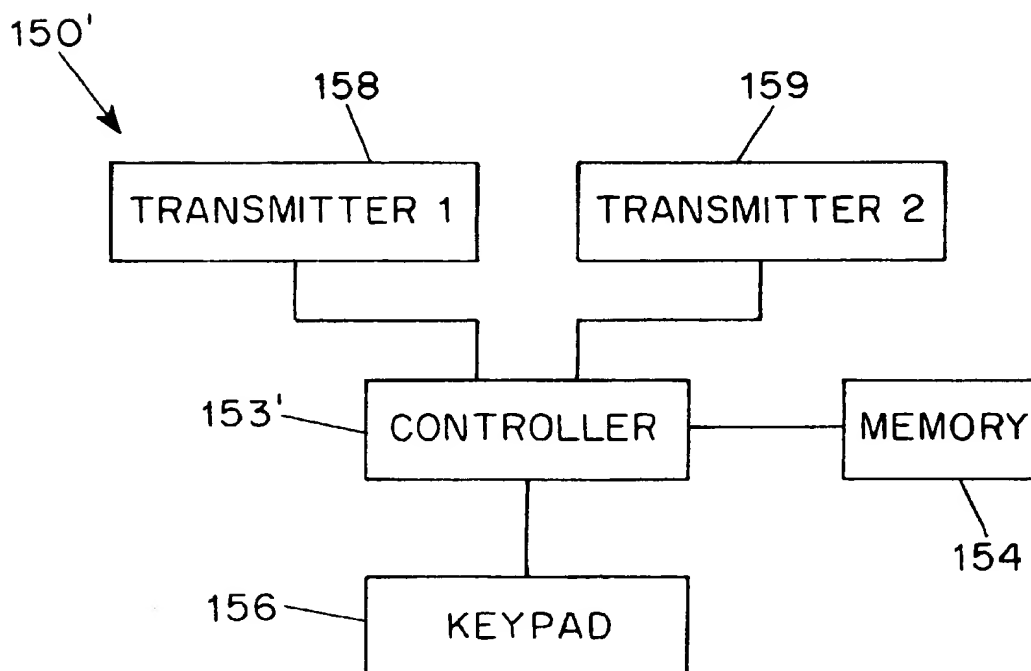 150'
158
159
TRANSMITTER 1
TRANSMITTER 2
153'
CONTROLLER
MEMORY
154
156
KEYPAD